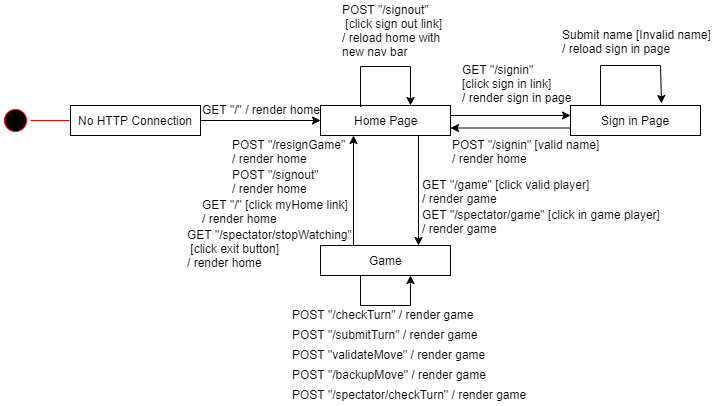 POST "/signout"
[click sign out link]
/ reload home with
new nav bar
Submit name [Invalid name]
/ reload sign in page
GET "/signin"
[click sign in link]
/ render sign in page
No HTTP Connection
GET "/" / render home
Home Page
Sign in Page
POST "/signin" [valid name]
/ render home
POST "/resignGame"
/ render home
POST "/signout"
/ render home
GET "/" [click myHome link]
/ render home
GET "/spectator/stopWatching"
[click exit button]
/ render home
GET "/game" [click valid player]
/ render game
GET "/spectator/game" [click in game player]
/ render game
Game
POST "/checkTurn" / render game
POST "/submitTurn" / render game
POST "validateMove" / render game
POST "/backupMove" / render game
POST "/spectator/checkTurn" / render game